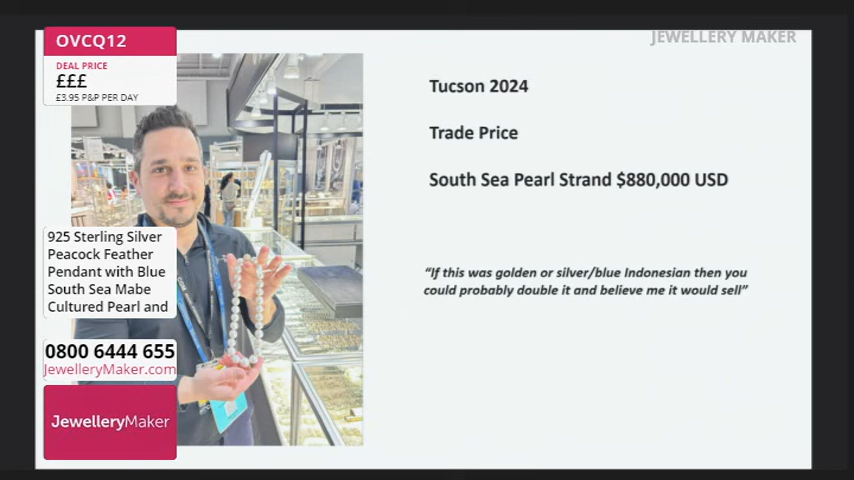 OVCQ12
DEAL PRICE
£££
£3.95 P&P PER DAY
JEWELLERY MAKER
Tucson 2024
Trade Price
South Sea Pearl Strand $880,000 USD
"If this was golden or silver/blue Indonesian then you
could probably double it and believe me it would sell"
925 Sterling Silver
Peacock Feather
Pendant with Blue
South Sea Mabe
Cultured Pearl and
0800 6444 655
JewelleryMaker.com
JewelleryMaker